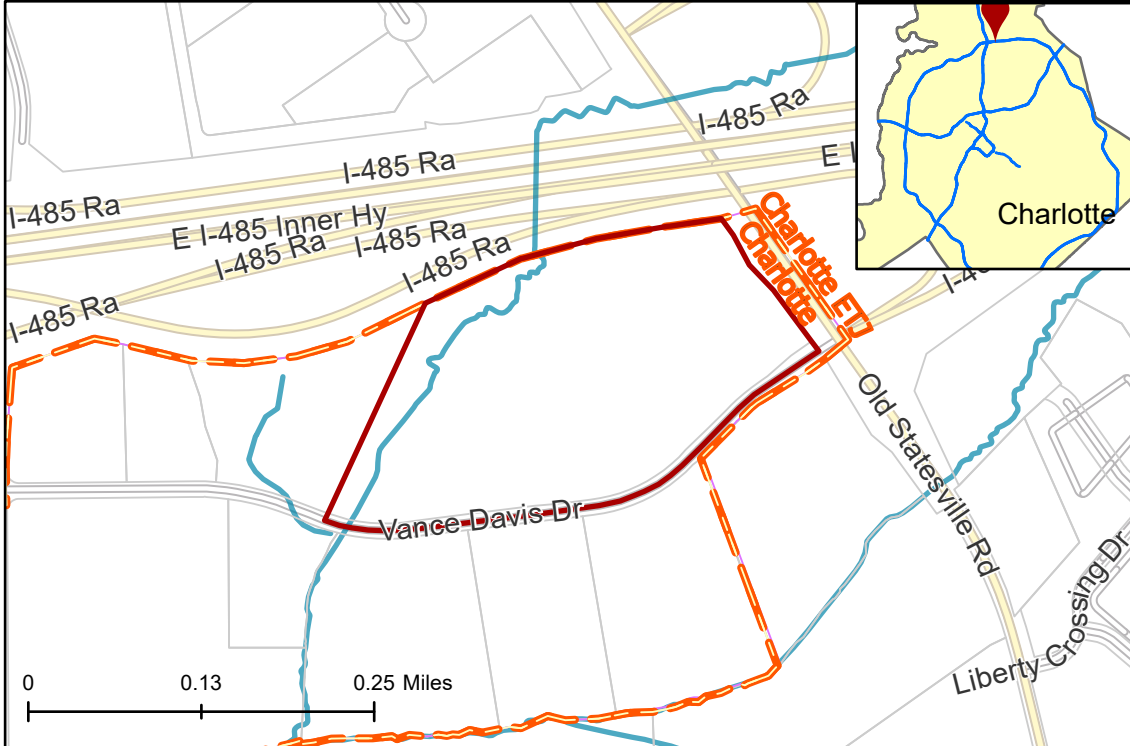 I-485 Ra
I-485 Ra
E I
I-485 Ra
E I-485 Inner Hy
I-485 Ra
I-485 Ra
I-485 Ra
I-485 Ra
Charlotte ETJ
Charlotte
Charlotte
Old Statesville Rd
Vance Davis Dr
Liberty Crossing Dr
0 0.13 0.25 Miles